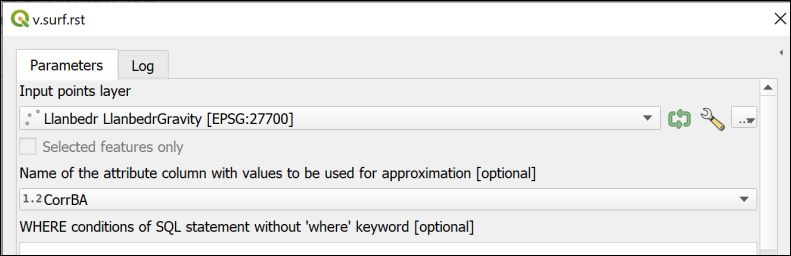 v.surf.rst
Parameters Log
Input points layer
Llanbedr LlanbedrGravity [EPSG:27700]
...
Selected features only
Name of the attribute column with values to be used for approximation [optional]
1.2 CorrBA
WHERE conditions of SQL statement without 'where' keyword [optional]